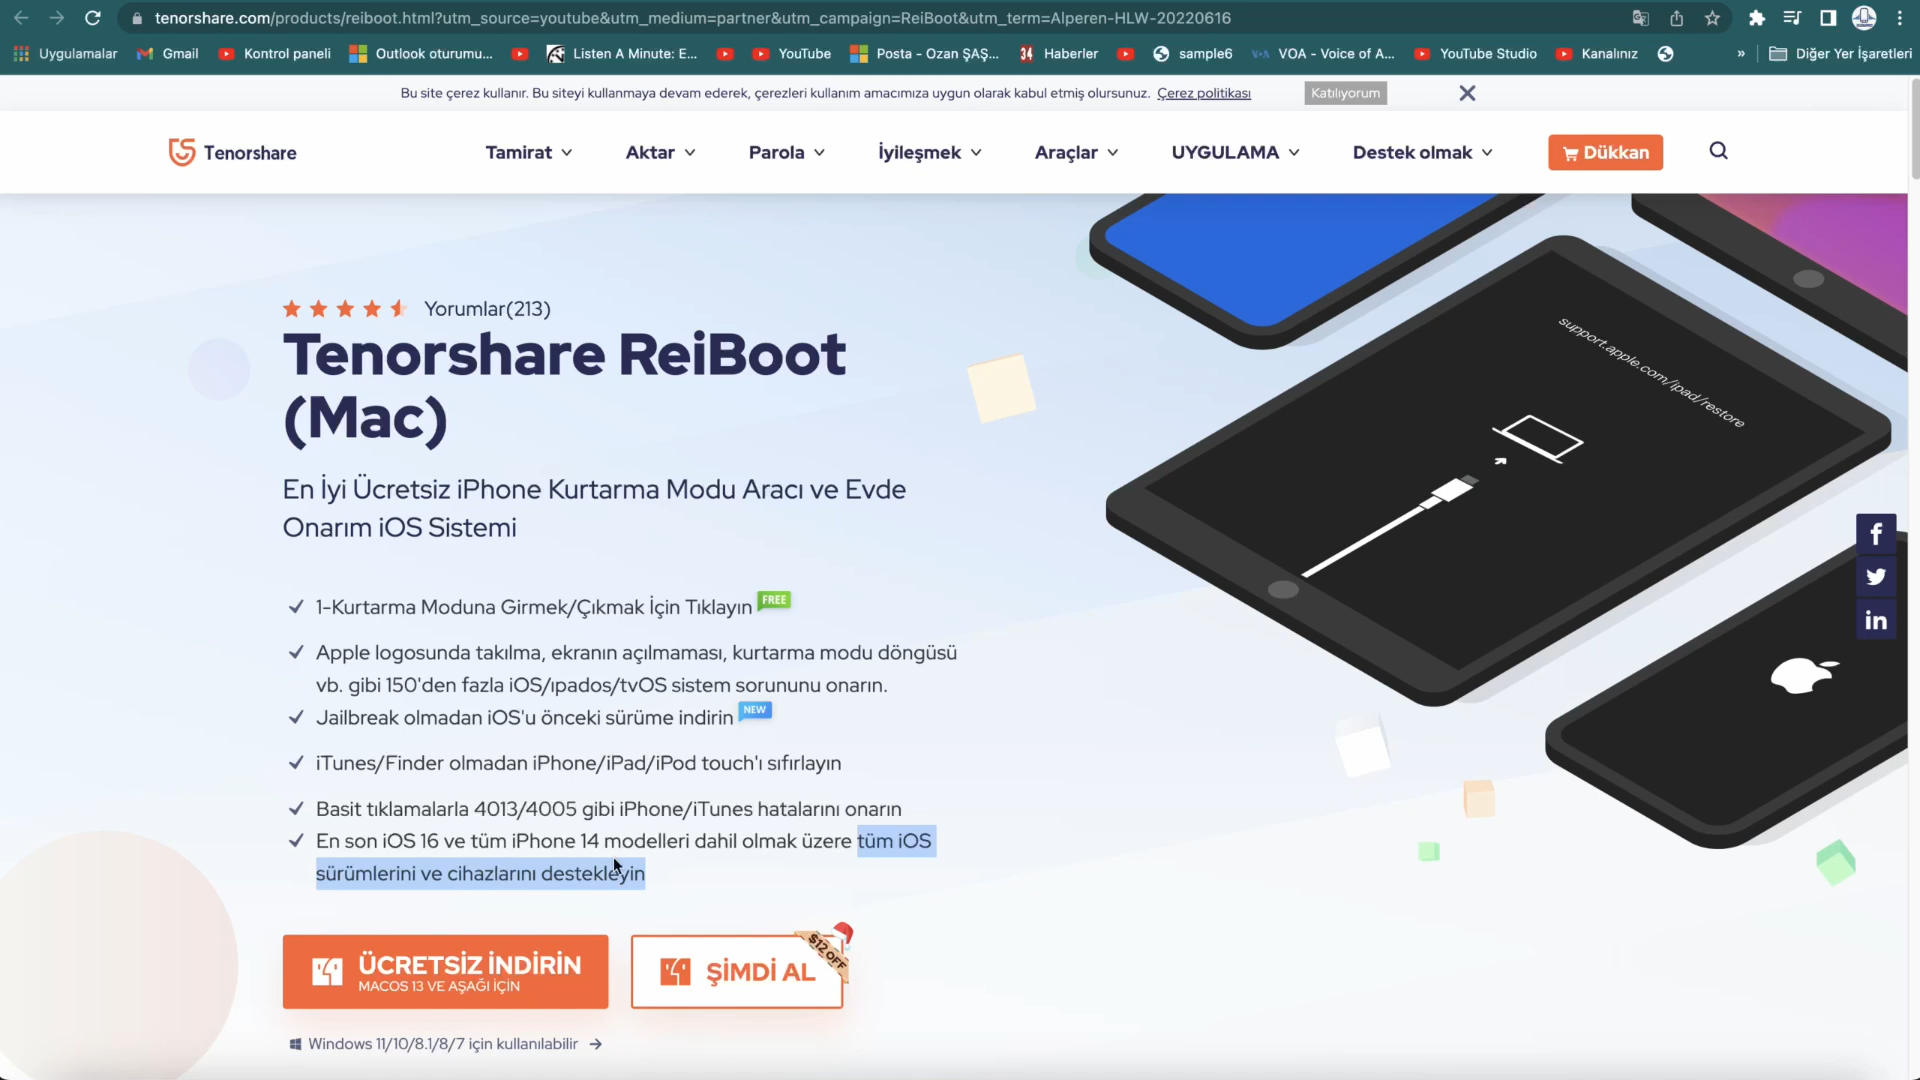 tenorshare.com/products/reiboot.html?utm_source=youtube&utm_medium=partner&utm_campaign=ReiBoot&utm_term=Alperen-HLW-20220616
Uygulamalar Gmail Kontrol paneli Outlook oturumu... Listen A Minute: E... YouTube Posta - Ozan ŞAŞ... 34 Haberler sample6 VOA VOA - Voice of A... YouTube Studio Kanalınız » Diğer Yer İşaretleri
Bu site çerez kullanır. Bu siteyi kullanmaya devam ederek, çerezleri kullanım amacımıza uygun olarak kabul etmiş olursunuz. Çerez politikası Katılıyorum
Tenorshare Tamirat Aktar Parola İyileşmek Araçlar UYGULAMA Destek olmak Dükkan
support.apple.com/ipad/restore
Yorumlar(213)
Tenorshare ReiBoot
(Mac)
En İyi Ücretsiz iPhone Kurtarma Modu Aracı ve Evde
Onarım iOS Sistemi
1-Kurtarma Moduna Girmek/Çıkmak İçin Tıklayın FREE
Apple logosunda takılma, ekranın açılmaması, kurtarma modu döngüsü
vb. gibi 150'den fazla iOS/ıpados/tvOS sistem sorununu onarın.
Jailbreak olmadan iOS'u önceki sürüme indirin NEW
iTunes/Finder olmadan iPhone/iPad/iPod touch'ı sıfırlayın
Basit tıklamalarla 4013/4005 gibi iPhone/iTunes hatalarını onarın
En son iOS 16 ve tüm iPhone 14 modelleri dahil olmak üzere tüm iOS
sürümlerini ve cihazlarını destekleyin
ÜCRETSİZ İNDİRİN
MACOS 13 VE AŞAĞI İÇİN
ŞİMDİ AL
$12 OFF
Windows 11/10/8.1/8/7 için kullanılabilir